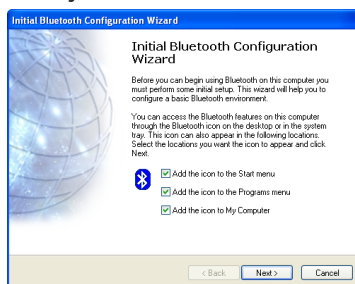 Initial Bluetooth Configuration Wizard
Initial Bluetooth Configuration
Wizard
Before you can begin using Bluetooth on this computer you
must perform some initial setup. This wizard will help you to
configure a basic Bluetooth environment.
You can access the Bluetooth features on this computer
through the Bluetooth icon on the desktop or in the system
tray. This icon can also appear in the following locations.
Select the locations you want the icon to appear and click
Next.
Add the icon to the Start menu
Add the icon to the Programs menu
Add the icon to My Computer
< Back Next > Cancel